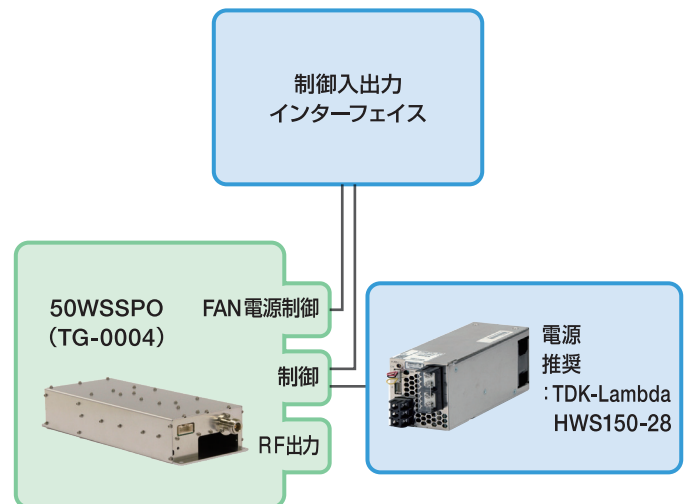 制御入出力
インターフェイス
50WSSPO
（TG-0004）
FAN電源制御
制御
RF出力
電源
推奨
：TDK-Lambda
HWS150-28